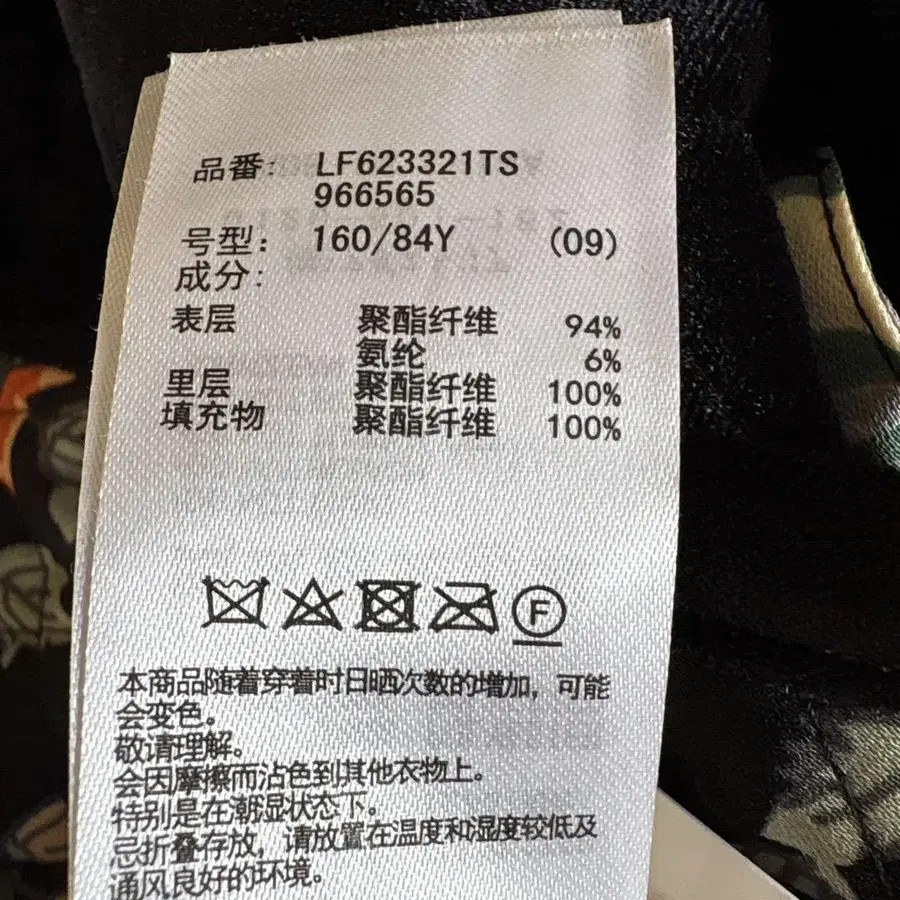 品番: LF623321TS
966565
号型: 160/84Y (09)
成分:
表层 聚酯纤维 94%
氨纶 6%
里层 聚酯纤维 100%
填充物 聚酯纤维 100%
F
本商品随着穿着时日晒次数的增加, 可能
会变色。
敬请理解。
会因摩擦而沾色到其他衣物上。
特别是在潮湿状态下。
忌折叠存放, 请放置在温度和湿度较低及
通风良好的环境。